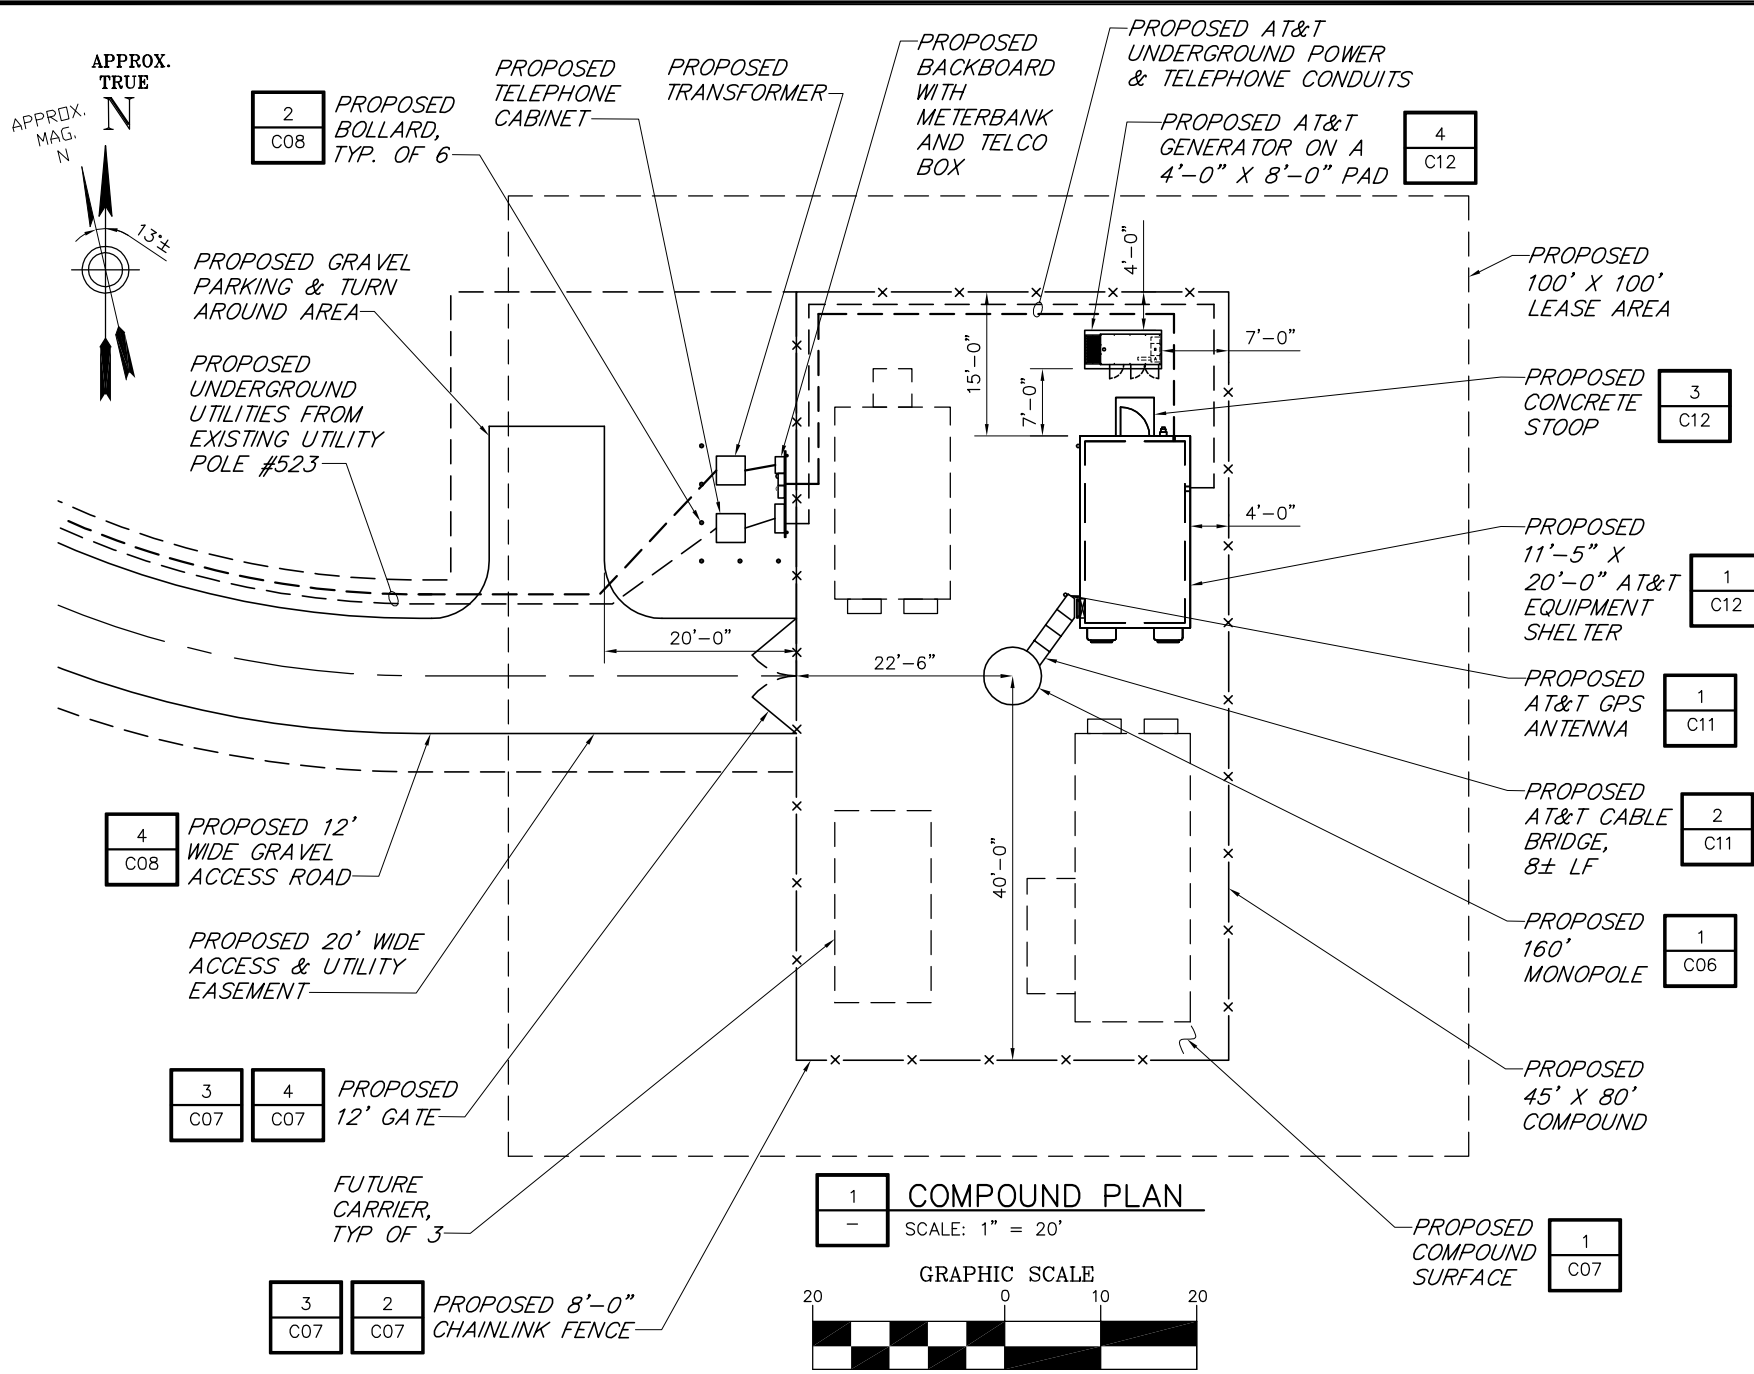 APPROX.
TRUE
N
APPROX.
MAG.
N
13°±
2
C08
PROPOSED
BOLLARD,
TYP. OF 6
PROPOSED
TELEPHONE
CABINET
PROPOSED
TRANSFORMER
PROPOSED
BACKBOARD
WITH
METERBANK
AND TELCO
BOX
PROPOSED AT&T
UNDERGROUND POWER
& TELEPHONE CONDUITS
PROPOSED AT&T
GENERATOR ON A
4'-0" X 8'-0" PAD
4
C12
PROPOSED GRAVEL
PARKING & TURN
AROUND AREA
PROPOSED
UNDERGROUND
UTILITIES FROM
EXISTING UTILITY
POLE #523
4'-0"
15'-0"
7'-0"
7'-0"
4'-0"
20'-0"
22'-6"
40'-0"
PROPOSED
100' X 100'
LEASE AREA
PROPOSED
CONCRETE
STOOP
3
C12
PROPOSED
11'-5" X
20'-0" AT&T
EQUIPMENT
SHELTER
1
C12
PROPOSED
AT&T GPS
ANTENNA
1
C11
PROPOSED
AT&T CABLE
BRIDGE,
8± LF
2
C11
PROPOSED
160'
MONOPOLE
1
C06
PROPOSED
45' X 80'
COMPOUND
4
C08
PROPOSED 12'
WIDE GRAVEL
ACCESS ROAD
PROPOSED 20' WIDE
ACCESS & UTILITY
EASEMENT
3
C07
4
C07
PROPOSED
12' GATE
FUTURE
CARRIER,
TYP OF 3
3
C07
2
C07
PROPOSED 8'-0"
CHAINLINK FENCE
1
-
COMPOUND PLAN
SCALE: 1" = 20'
GRAPHIC SCALE
20 0 10 20
PROPOSED
COMPOUND
SURFACE
1
C07